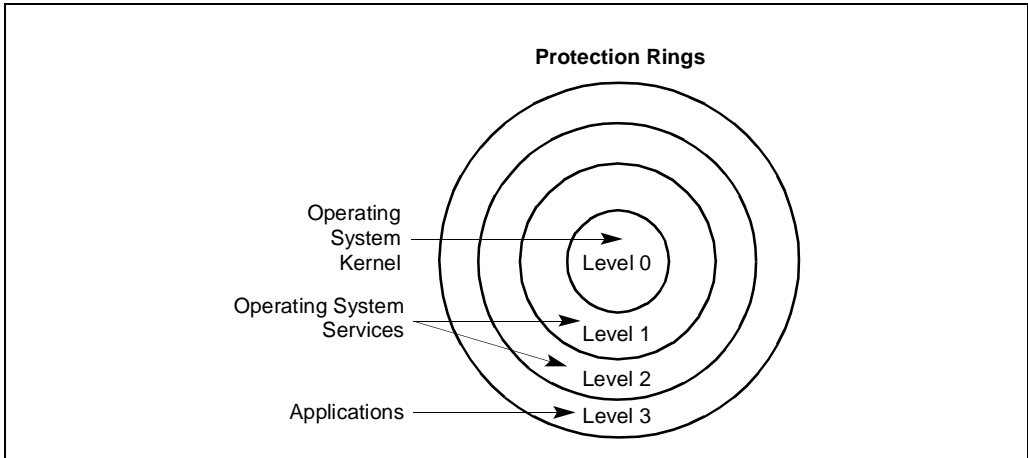 Protection Rings
Operating
System
Kernel
Level 0
Operating System
Services
Level 1
Level 2
Applications
Level 3